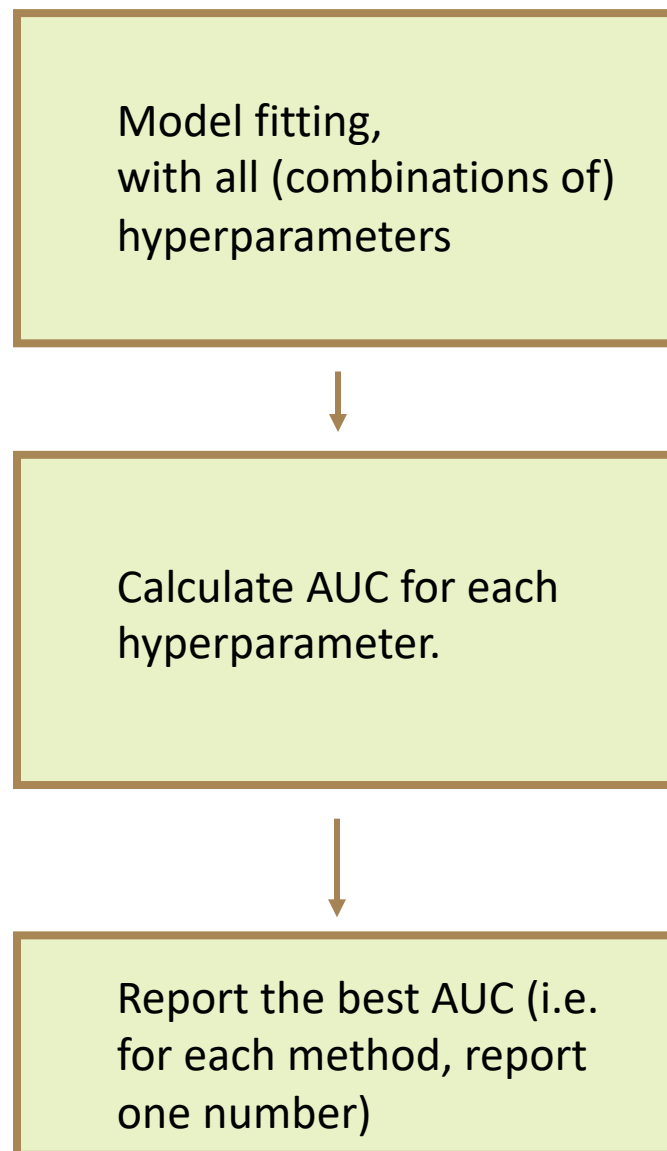 Model fitting,
with all (combinations of)
hyperparameters
Calculate AUC for each
hyperparameter.
Report the best AUC (i.e.
for each method, report
one number)